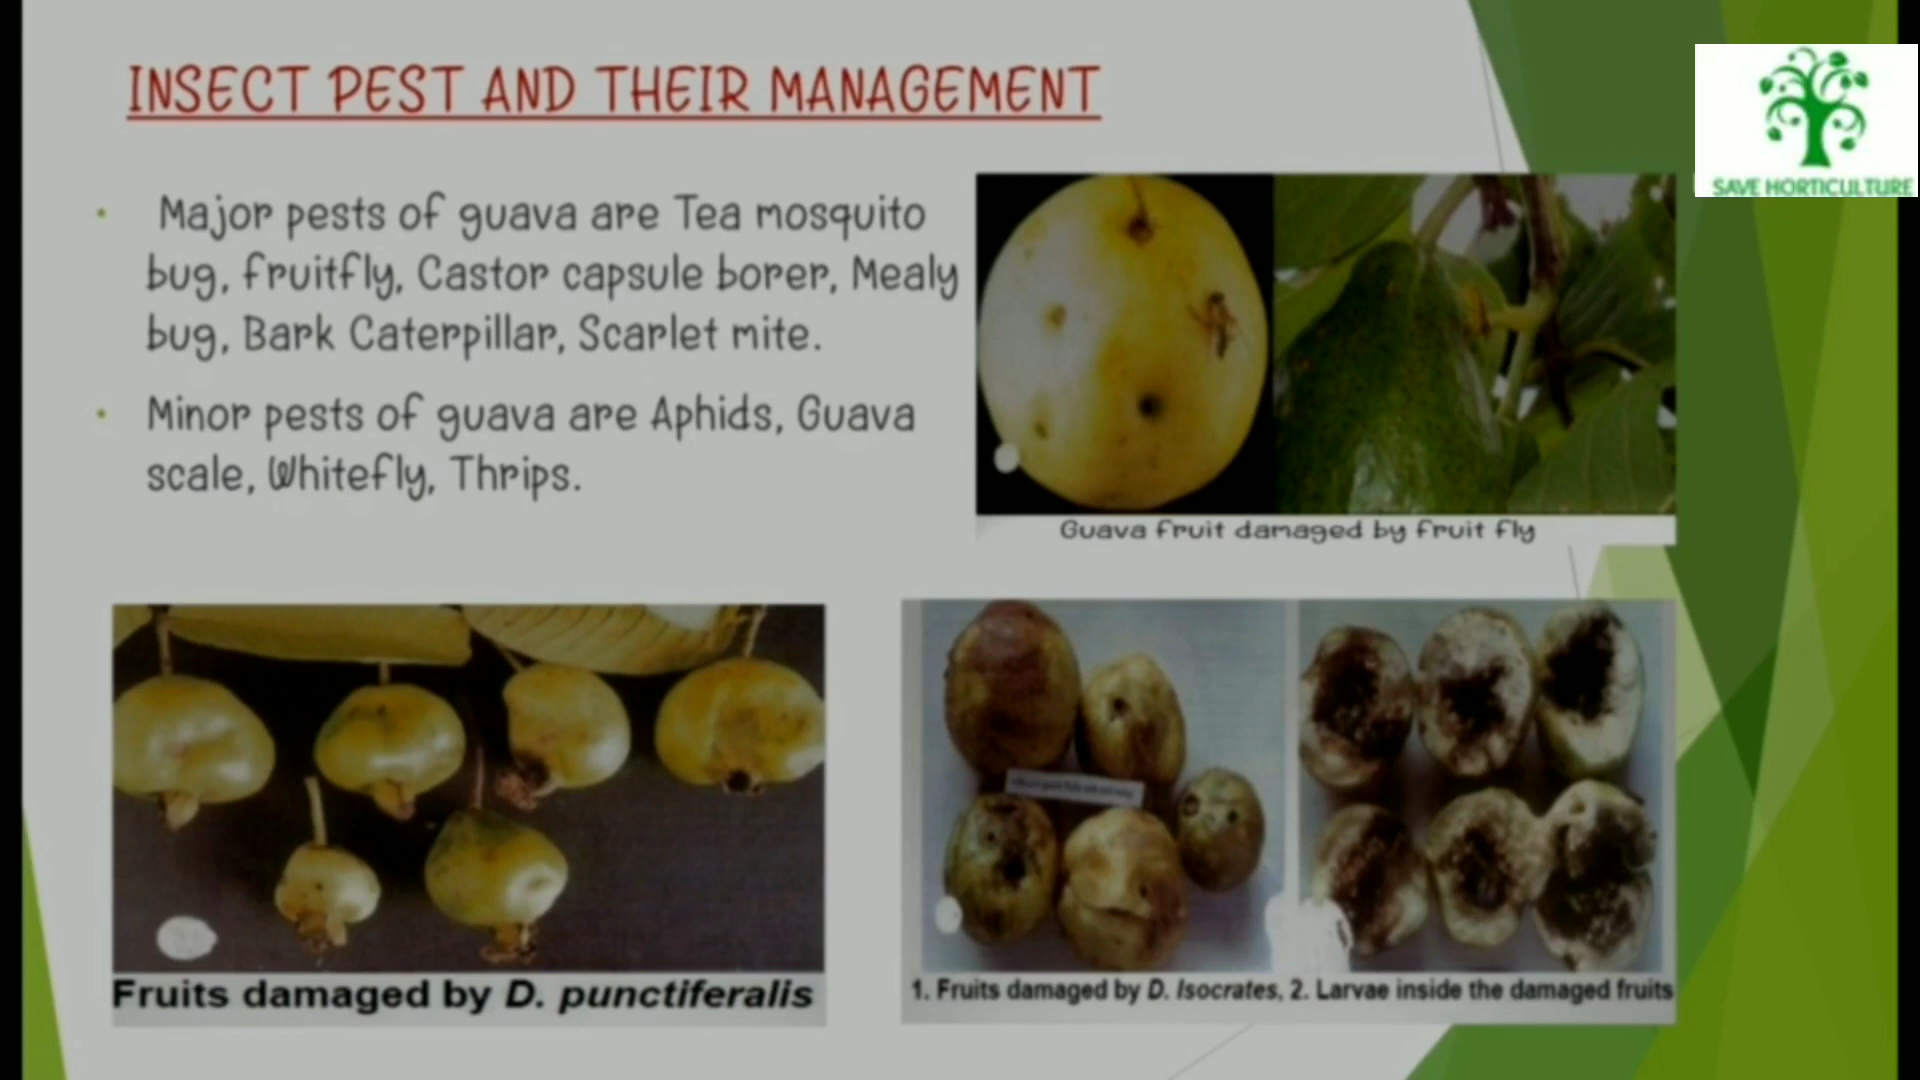 INSECT PEST AND THEIR MANAGEMENT
SAVE HORTICULTURE
• Major pests of guava are Tea mosquito
bug, fruitfly, Castor capsule borer, Mealy
bug, Bark Caterpillar, Scarlet mite.
• Minor pests of guava are Aphids, Guava
scale, Whitefly, Thrips.
Guava fruit damaged by fruit fly
Fruits damaged by D. punctiferalis
1. Fruits damaged by D. Isocrates, 2. Larvae inside the damaged fruits